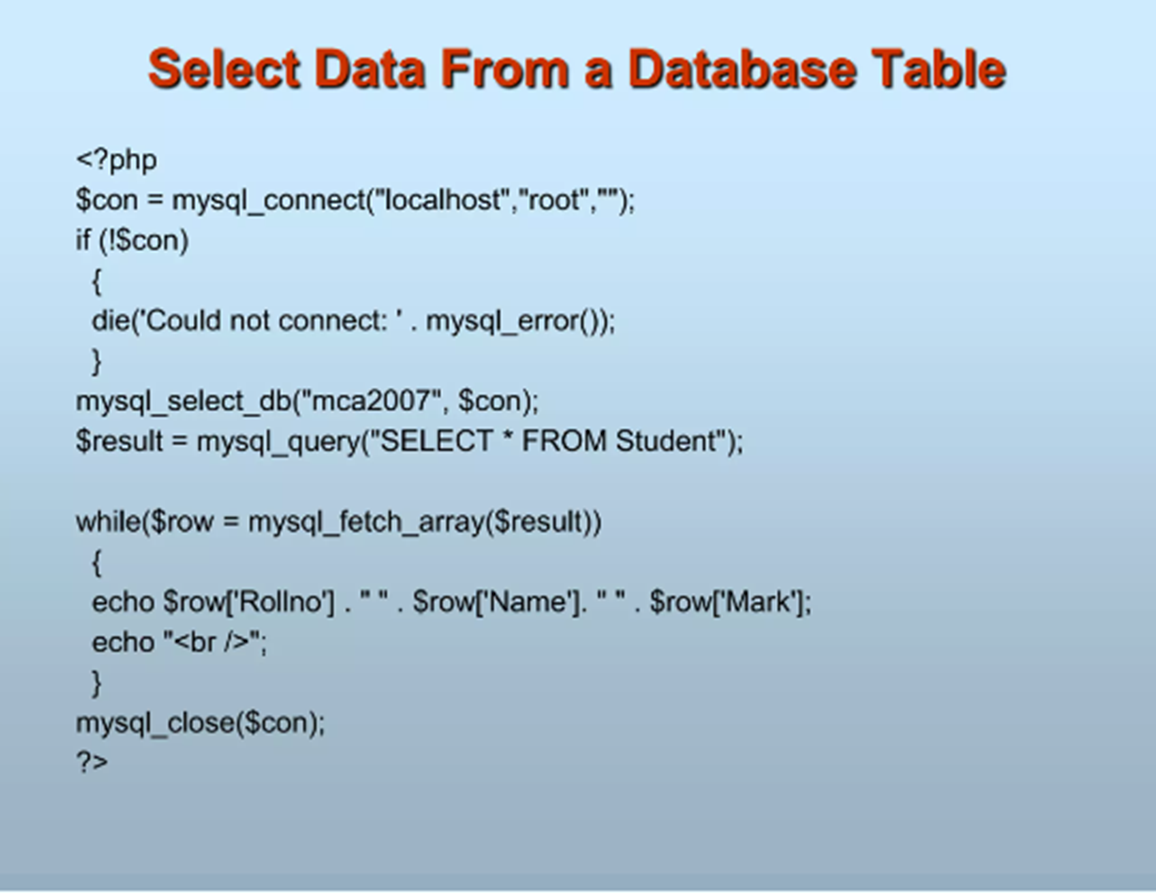 Select Data From a Database Table
<?php
$con = mysql_connect("localhost","root","");
if (!$con)
{
die('Could not connect: ' . mysql_error());
}
mysql_select_db("mca2007", $con);
$result = mysql_query("SELECT * FROM Student");
while($row = mysql_fetch_array($result))
{
echo $row['Rollno'] . " " . $row['Name']. " " . $row['Mark'];
echo "<br />";
}
mysql_close($con);
?>